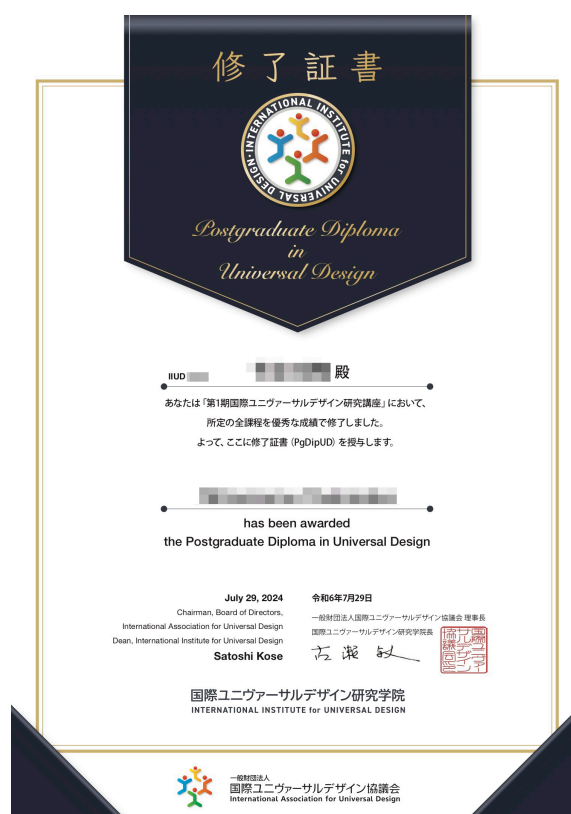 修了証書
INTERNATIONAL INSTITUTE for UNIVERSAL DESIGN
Postgraduate Diploma
in
Universal Design
IIUD
殿
あなたは「第1期国際ユニヴァーサルデザイン研究講座」において、
所定の全課程を優秀な成績で修了しました。
よって、ここに修了証書（PgDipUD）を授与します。
has been awarded
the Postgraduate Diploma in Universal Design
July 29, 2024
Chairman, Board of Directors,
International Association for Universal Design
Dean, International Institute for Universal Design
Satoshi Kose
令和6年7月29日
一般財団法人国際ユニヴァーサルデザイン協議会 理事長
国際ユニヴァーサルデザイン研究学院長
古瀬 敏
国際ユニヴァーサルデザイン研究学院
INTERNATIONAL INSTITUTE for UNIVERSAL DESIGN
一般財団法人
国際ユニヴァーサルデザイン協議会
International Association for Universal Design